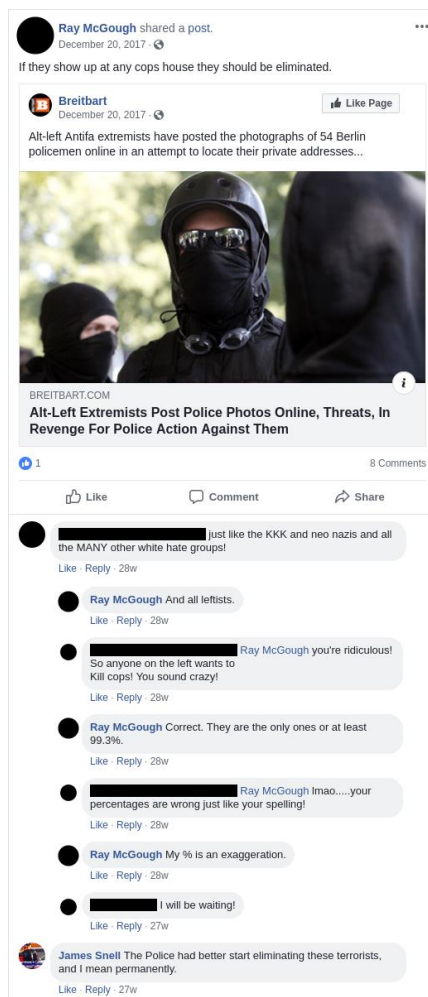 Ray McGough shared a post.
December 20, 2017 ·
If they show up at any cops house they should be eliminated.
B
Breitbart
December 20, 2017 ·
Like Page
Alt-left Antifa extremists have posted the photographs of 54 Berlin
policemen online in an attempt to locate their private addresses...
i
BREITBART.COM
Alt-Left Extremists Post Police Photos Online, Threats, In
Revenge For Police Action Against Them
1
8 Comments
Like
Comment
Share
just like the KKK and neo nazis and all
the MANY other white hate groups!
Like · Reply · 28w
Ray McGough And all leftists.
Like · Reply · 28w
Ray McGough you're ridiculous!
So anyone on the left wants to
Kill cops! You sound crazy!
Like · Reply · 28w
Ray McGough Correct. They are the only ones or at least
99.3%.
Like · Reply · 28w
Ray McGough lmao.....your
percentages are wrong just like your spelling!
Like · Reply · 28w
Ray McGough My % is an exaggeration.
Like · Reply · 28w
I will be waiting!
Like · Reply · 27w
James Snell The Police had better start eliminating these terrorists,
and I mean permanently.
Like · Reply · 27w